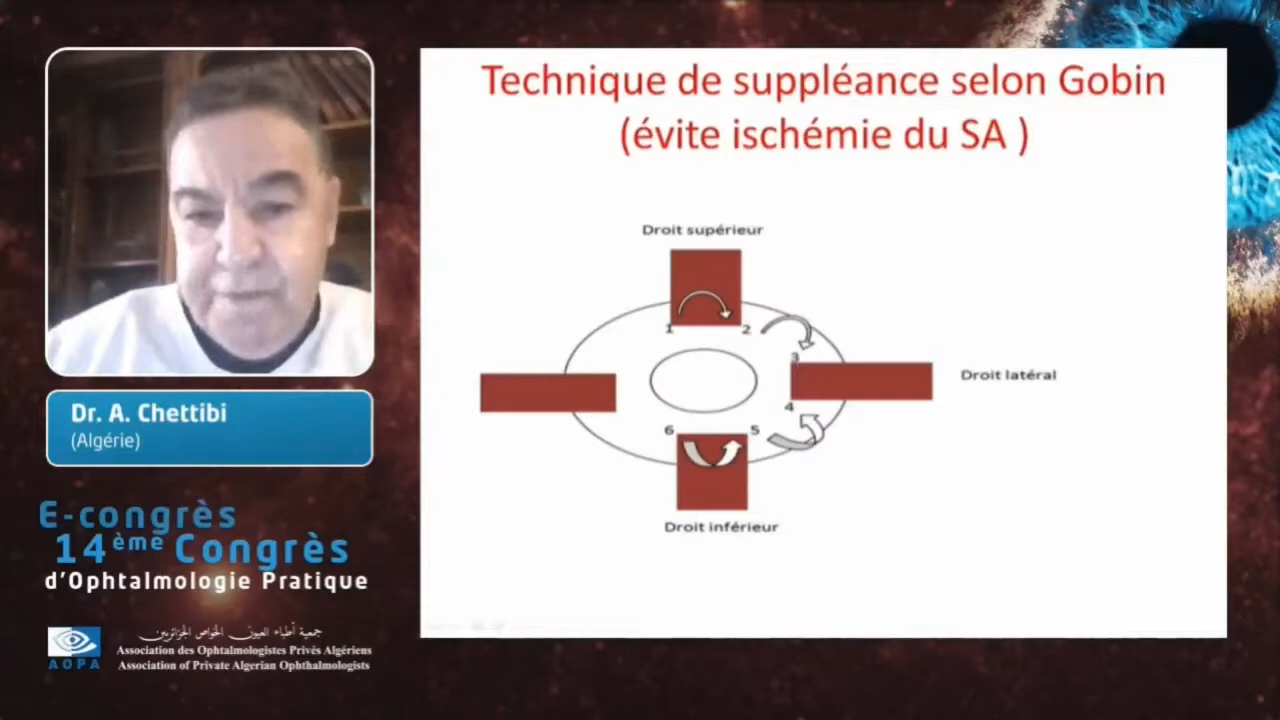 Technique de suppléance selon Gobin
(évite ischémie du SA )
Droit supérieur
1
2
3
Droit latéral
4
6
5
Droit inférieur
Dr. A. Chettibi
(Algérie)
E-congrès
14ème Congrès
d'Ophtalmologie Pratique
جمعية أطباء العيون الخواص الجزائريين
AOPA
Association des Ophtalmologistes Privés Algériens
Association of Private Algerian Ophthalmologists